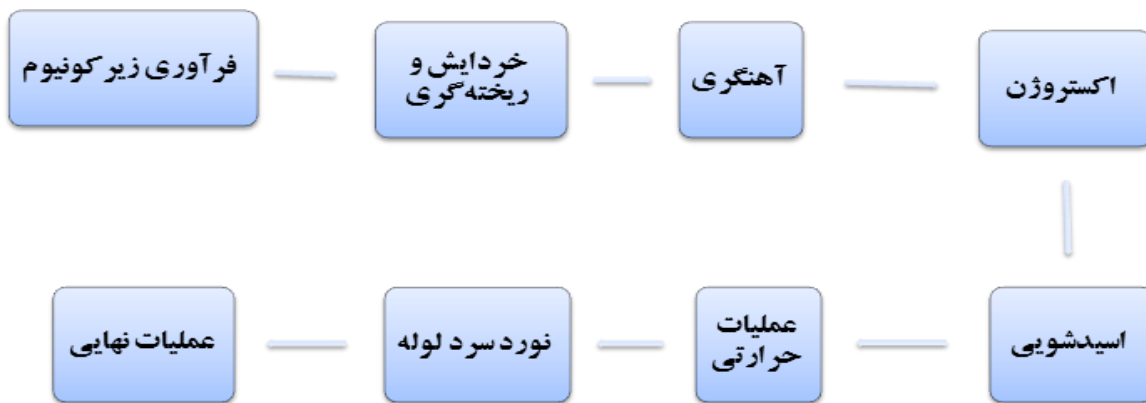 فرآوری زیرکونیوم
خردایش و
ریخته‌گری
آهنگری
اکستروژن
اسیدشویی
عملیات
حرارتی
نورد سرد لوله
عملیات نهایی